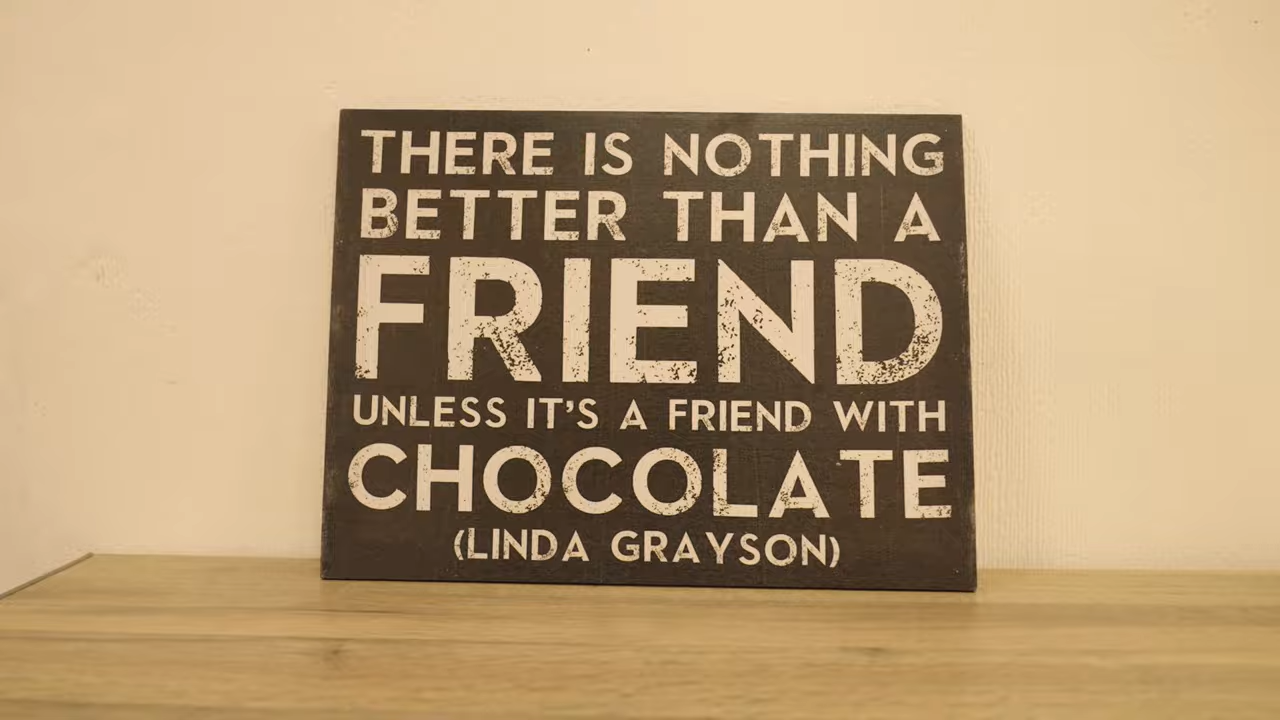 THERE IS NOTHING
BETTER THAN A
FRIEND
UNLESS IT'S A FRIEND WITH
CHOCOLATE
(LINDA GRAYSON)